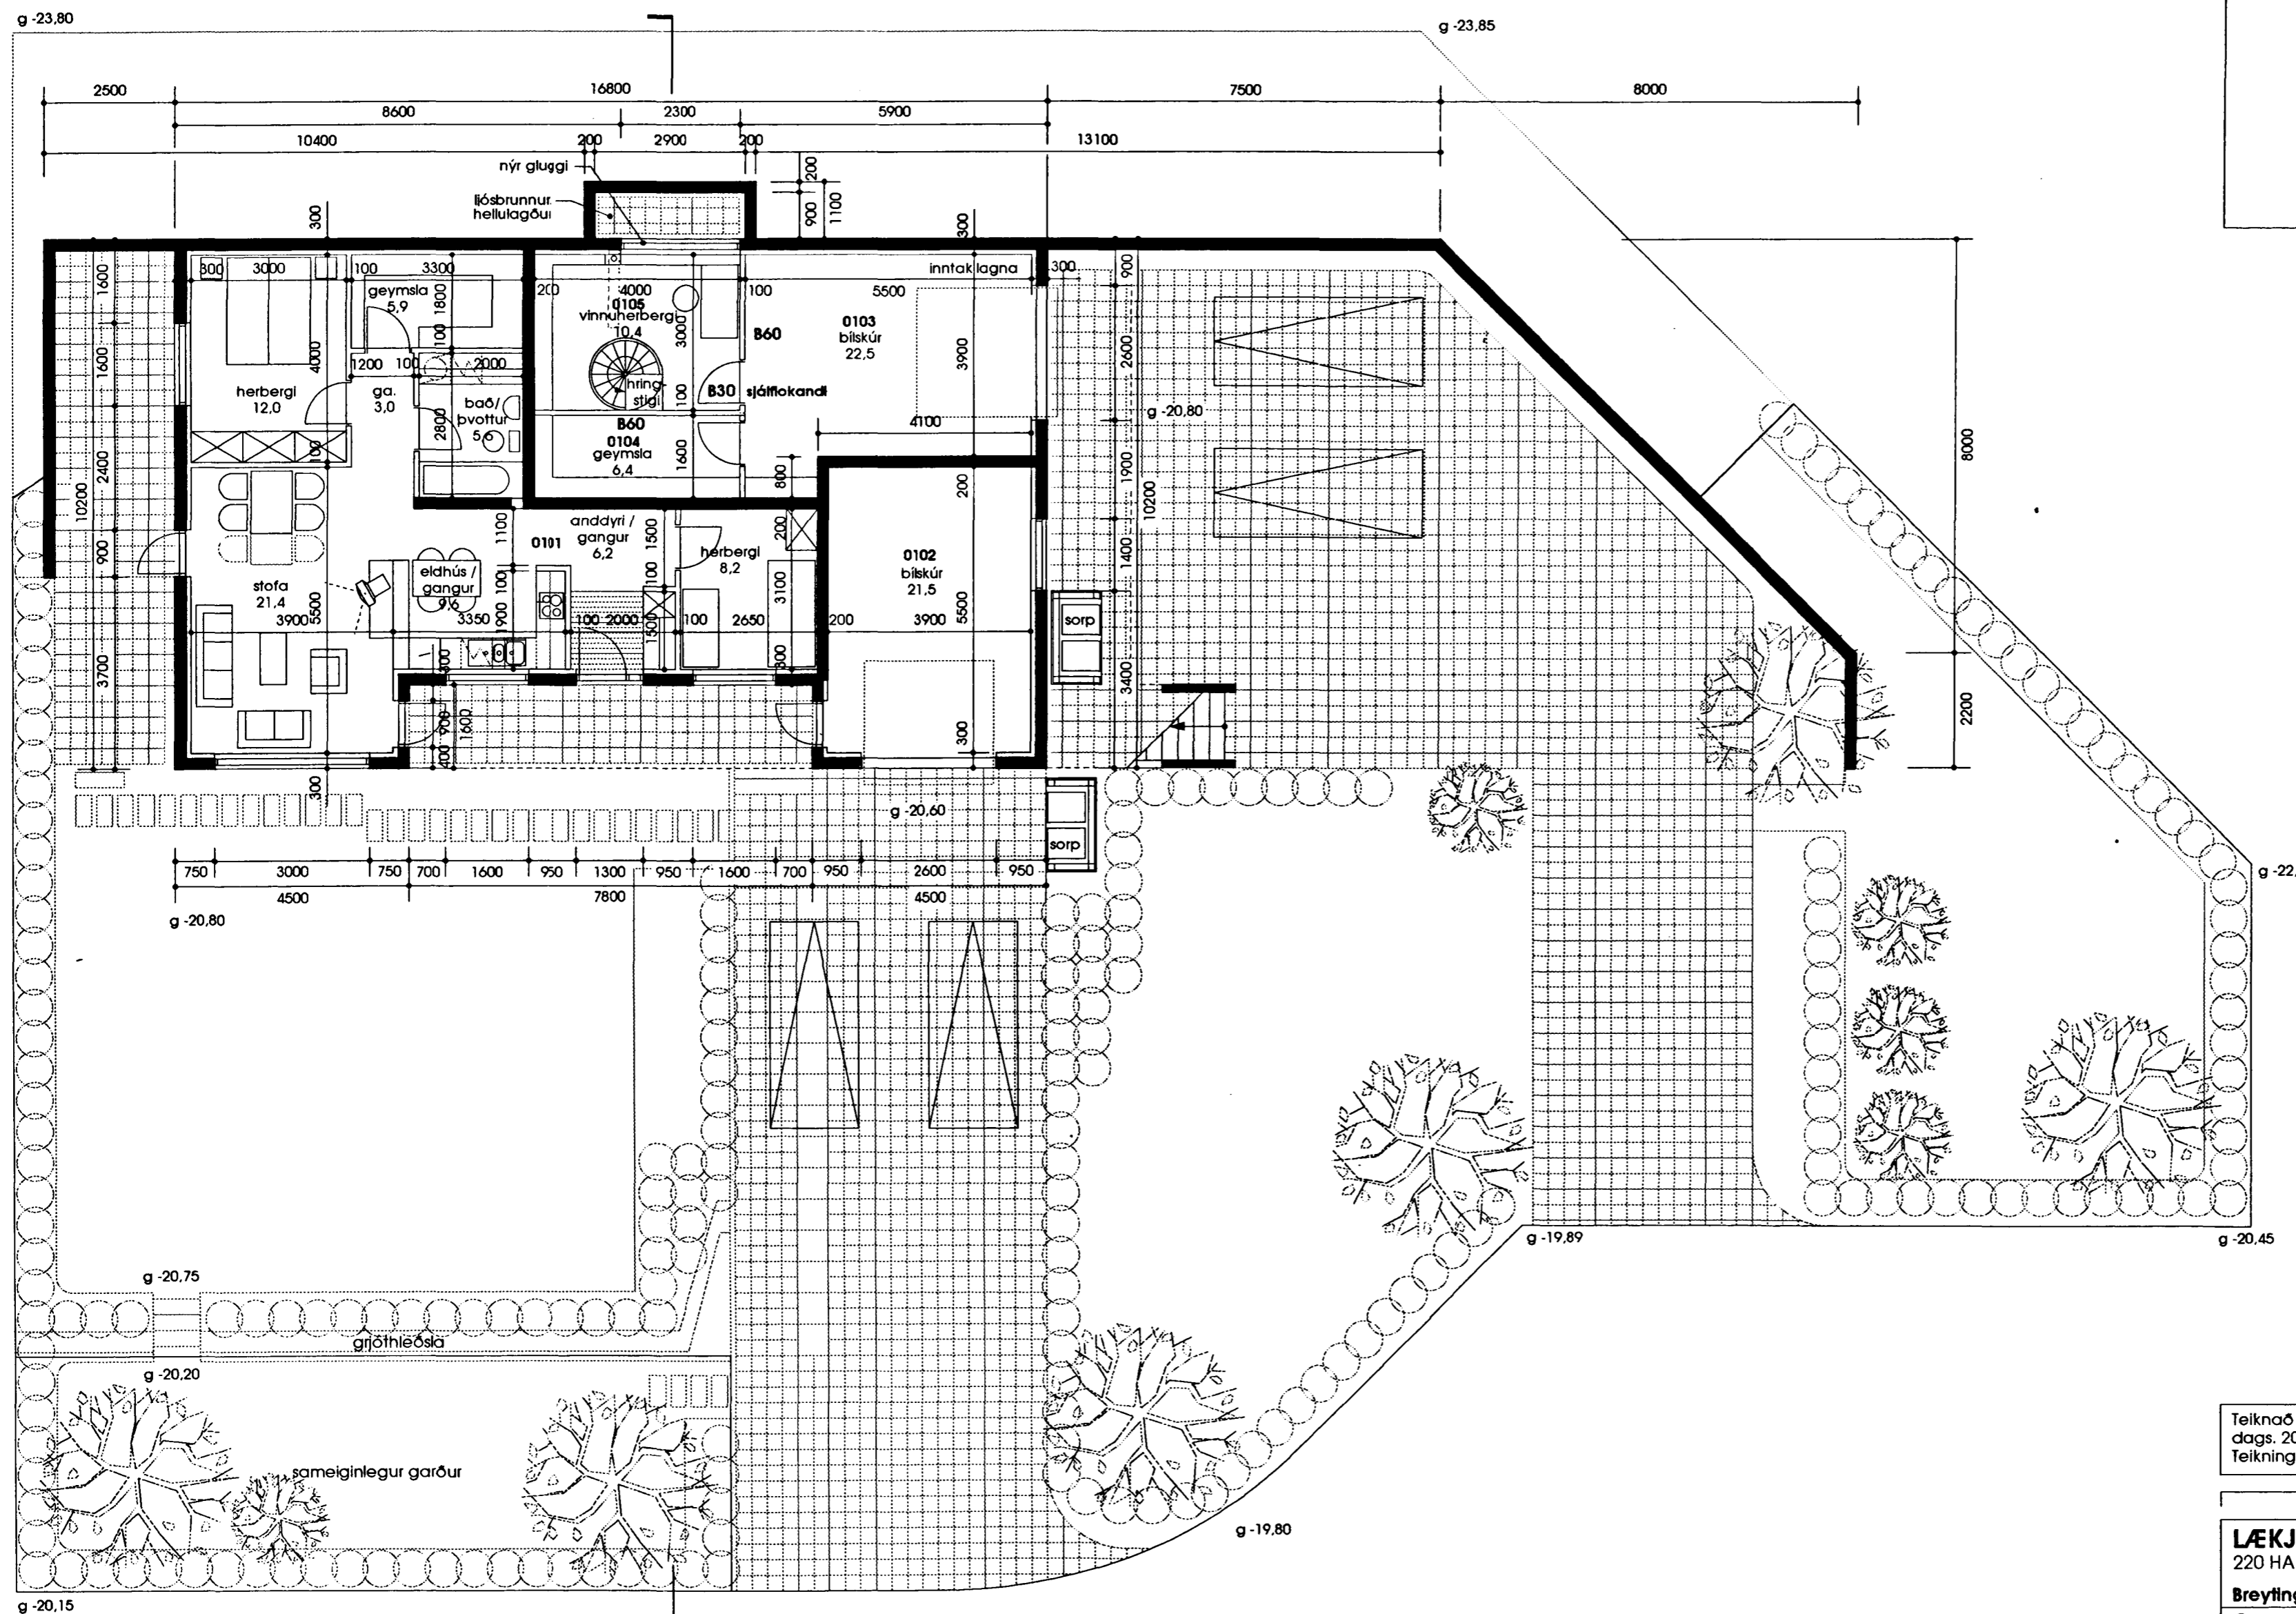 g -23,80
g -23,85
2500
16800
7500
8000
8600
2300
5900
10400
200
2900
200
13100
nýr gluggi
200
ljósbrunnur
hellulagður
900
1100
300
300
1600
300
3000
100
3300
geymsla
5,9
1800
100
200
4000
0105
vinnuherbergi
10,4
3000
100
5500
inntak lagna
300
900
B60
0103
bílskúr
22,5
3900
2600
1600
4000
1200
100
2000
herbergi
12,0
ga.
3,0
bað/
þvottur
5,6
2800
hring-
stigi
100
B30 sjálflokandi
g -20,80
B60
0104
geymsla
6,4
1600
4100
100
2400
10200
800
200
1900
10200
8000
900
1100
0101
anddyri /
gangur
6,2
1500
200
herbergi
8,2
0102
bílskúr
21,5
1400
stofa
21,4
5500
3900
eldhús /
gangur
9,6
100
3350
1900
100
2000
100
1500
100
2650
3100
200
3900
5500
sorp
3700
300
300
3400
2200
900
1600
400
300
300
g -20,60
sorp
750
3000
750
700
1600
950
1300
950
1600
700
950
2600
950
4500
7800
4500
g -20,80
g -22,
g -20,75
g -19,89
g -20,45
grjóthleðsla
g -20,20
sameiginlegur garður
g -19,80
g -20,15
Teiknað
dags. 20
Teikning
LÆKJ
220 HA
Breyting